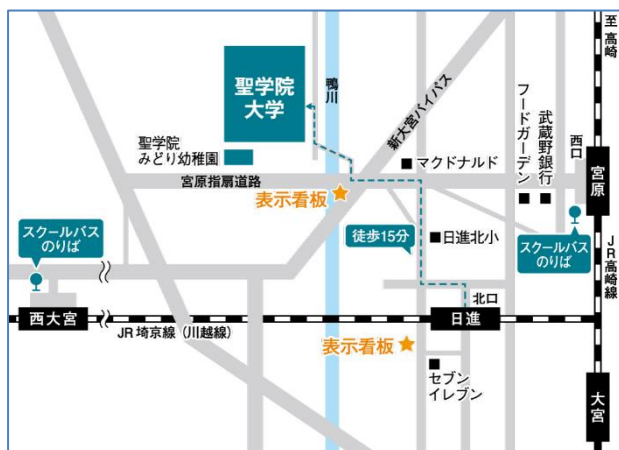 至高崎
聖学院
大学
鴨川
新大宮バイパス
フードガーデン
武蔵野銀行
西口
宮原
聖学院
みどり幼稚園
マクドナルド
宮原指扇道路
表示看板
スクールバス
のりば
徒歩15分
日進北小
スクールバス
のりば
JR高崎線
北口
西大宮
日進
JR埼京線（川越線）
表示看板
セブン
イレブン
大宮